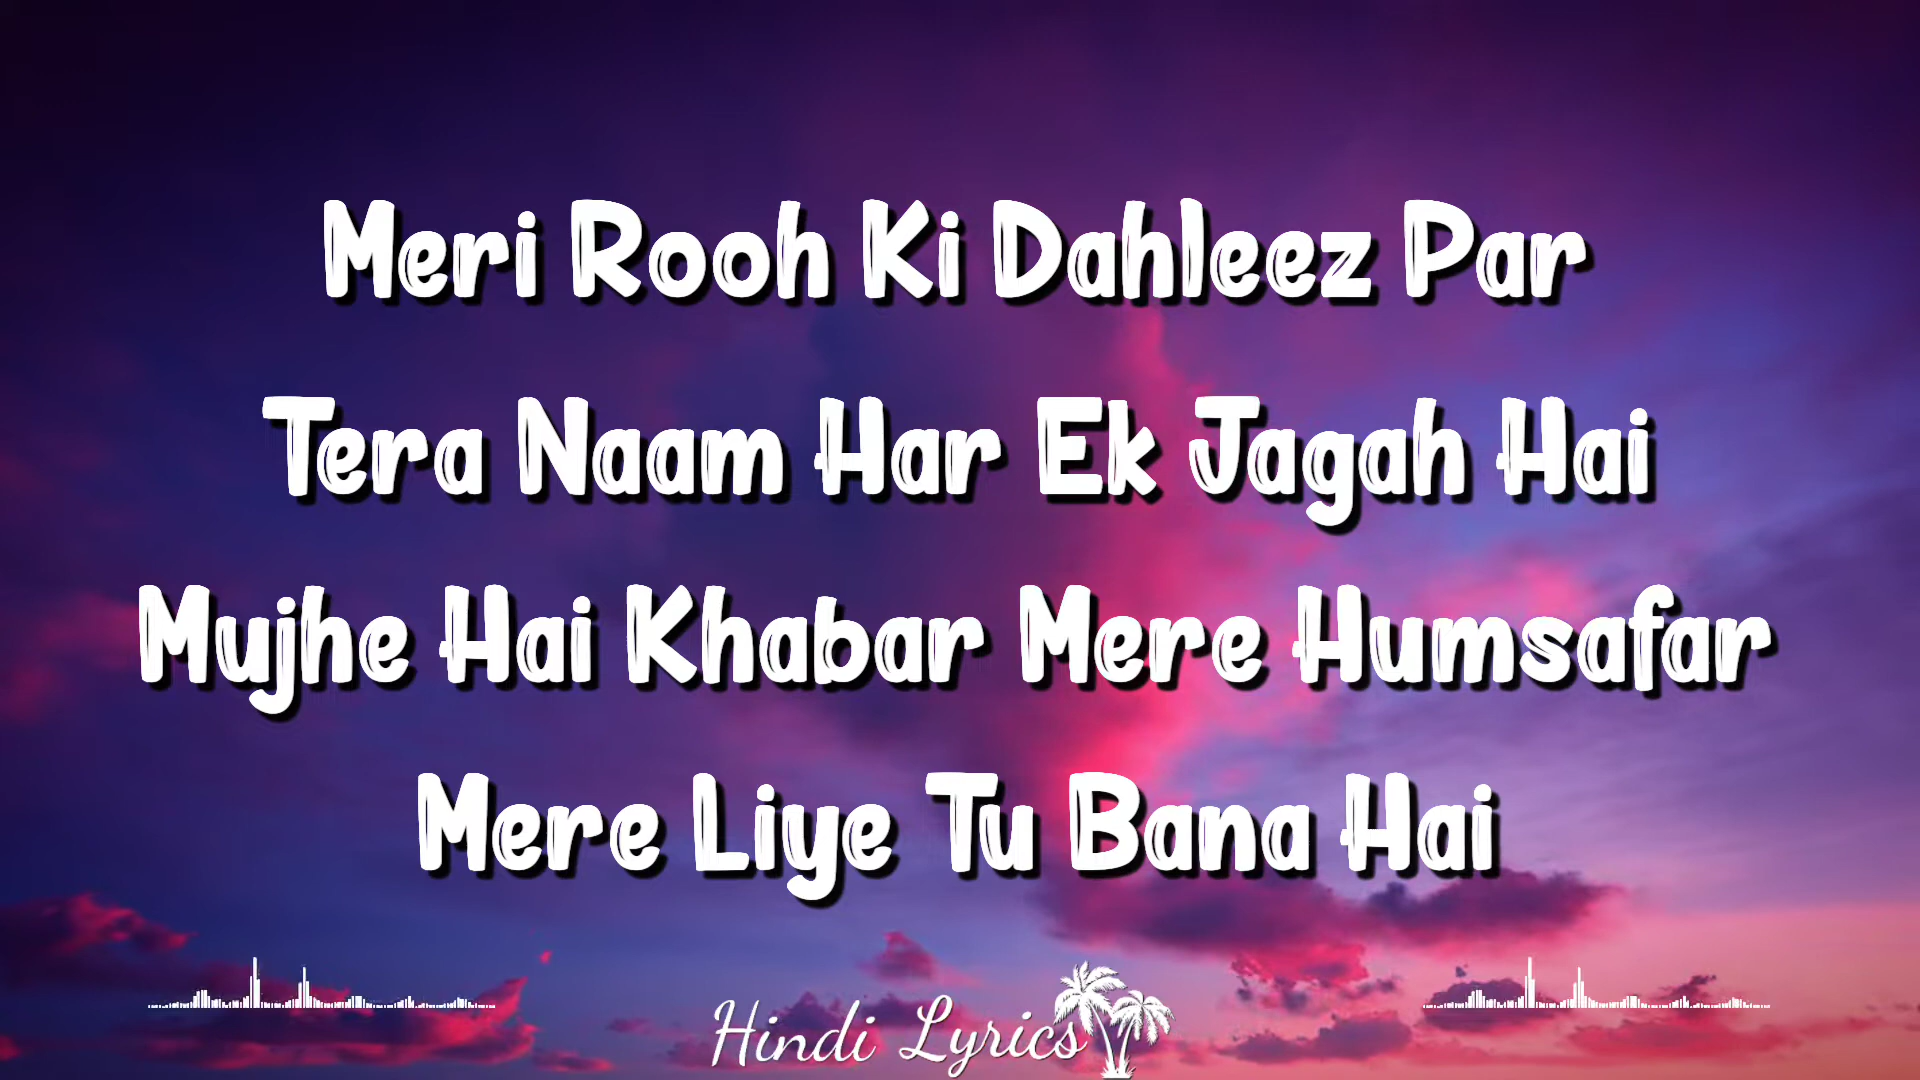 Meri Rooh Ki Dahleez Par
Tera Naam Har Ek Jagah Hai
Mujhe Hai Khabar Mere Humsafar
Mere Liye Tu Bana Hai
Hindi Lyrics